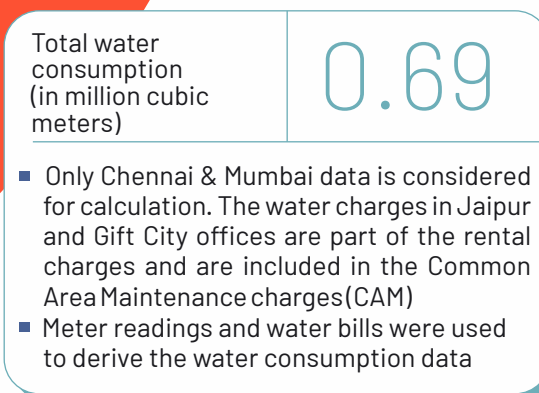 Total water
consumption
(in million cubic
meters)
0.69
Only Chennai & Mumbai data is considered
for calculation. The water charges in Jaipur
and Gift City offices are part of the rental
charges and are included in the Common
Area Maintenance charges (CAM)
Meter readings and water bills were used
to derive the water consumption data